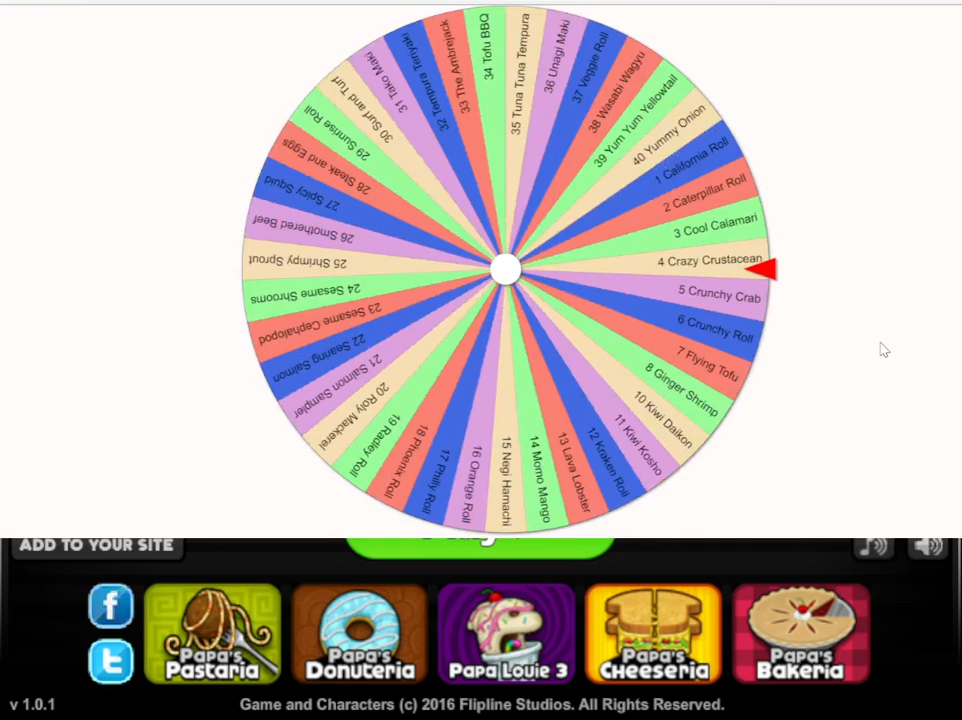 1 California Roll
2 Caterpillar Roll
3 Cool Calamari
4 Crazy Crustacean
5 Crunchy Crab
6 Crunchy Roll
7 Flying Tofu
8 Ginger Shrimp
10 Kiwi Daikon
11 Kiwi Kosho
12 Kraken Roll
13 Lava Lobster
14 Momo Mango
15 Negi Hamachi
16 Orange Roll
17 Philly Roll
18 Phoenix Roll
19 Radley Roll
20 Roly Mackerel
21 Salmon Sampler
22 Searing Salmon
23 Sesame Cephalopod
24 Sesame Shrooms
25 Shrimpy Sprout
26 Smothered Beef
27 Spicy Squid
28 Steak and Eggs
29 Sunrise Roll
30 Surf and Turf
31 Tako Maki
32 Tempura Teriyaki
33 The Ambrejack
34 Tofu BBQ
35 Tuna Tuna Tempura
36 Unagi Maki
37 Veggie Roll
38 Wasabi Wagyu
39 Yum Yum Yellowtail
40 Yummy Onion
ADD TO YOUR SITE
f
t
Papa's
Pastaria
Papa's
Donuteria
Papa Louie 3
Papa's
Cheeseria
Papa's
Bakeria
v 1.0.1
Game and Characters (c) 2016 Flipline Studios. All Rights Reserved.